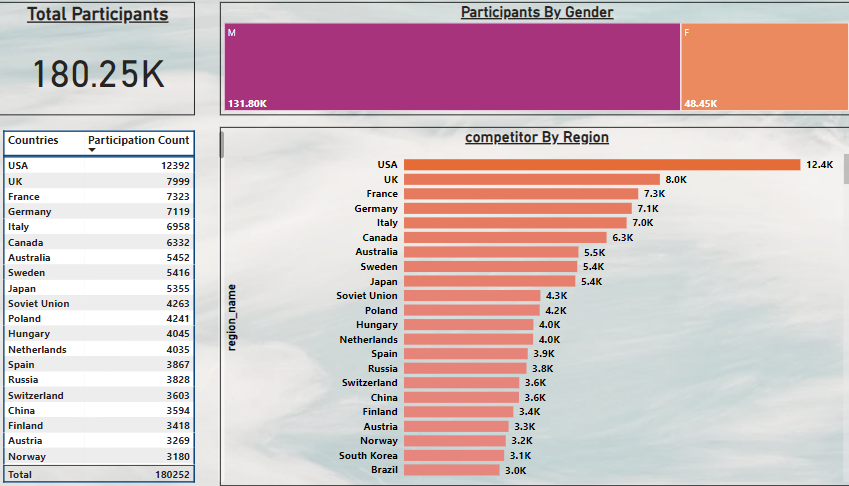 Total Participants
180.25K
Participants By Gender
M
131.80K
F
48.45K
Countries Participation Count
USA 12392
UK 7999
France 7323
Germany 7119
Italy 6958
Canada 6332
Australia 5452
Sweden 5416
Japan 5355
Soviet Union 4263
Poland 4241
Hungary 4045
Netherlands 4035
Spain 3867
Russia 3828
Switzerland 3603
China 3594
Finland 3418
Austria 3269
Norway 3180
Total 180252
competitor By Region
region_name
USA 12.4K
UK 8.0K
France 7.3K
Germany 7.1K
Italy 7.0K
Canada 6.3K
Australia 5.5K
Sweden 5.4K
Japan 5.4K
Soviet Union 4.3K
Poland 4.2K
Hungary 4.0K
Netherlands 4.0K
Spain 3.9K
Russia 3.8K
Switzerland 3.6K
China 3.6K
Finland 3.4K
Austria 3.3K
Norway 3.2K
South Korea 3.1K
Brazil 3.0K